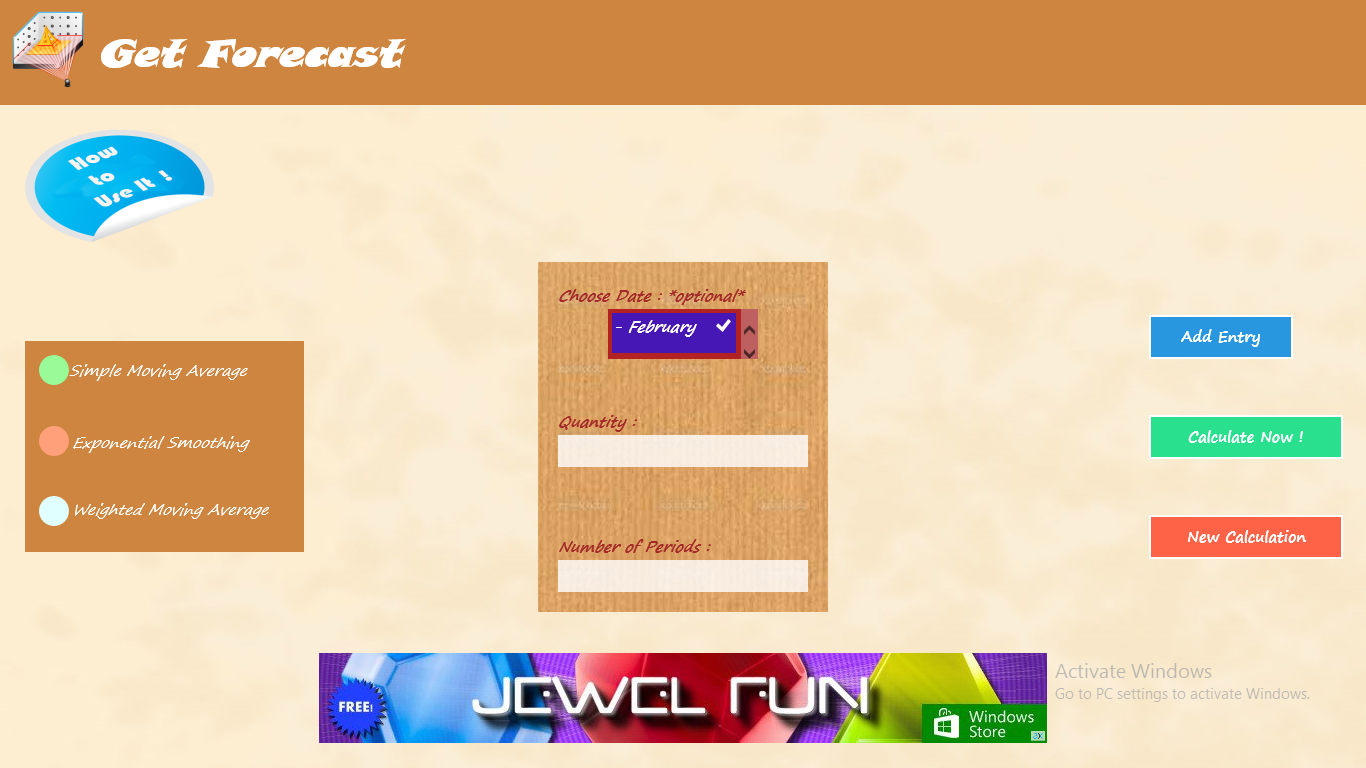 Get Forecast
How
to
Use It !
Choose Date : *optional*
- February
Simple Moving Average
Exponential Smoothing
Weighted Moving Average
Quantity :
Number of Periods :
Add Entry
Calculate Now !
New Calculation
FREE!
JEWEL FUN
Windows
Store
Activate Windows
Go to PC settings to activate Windows.